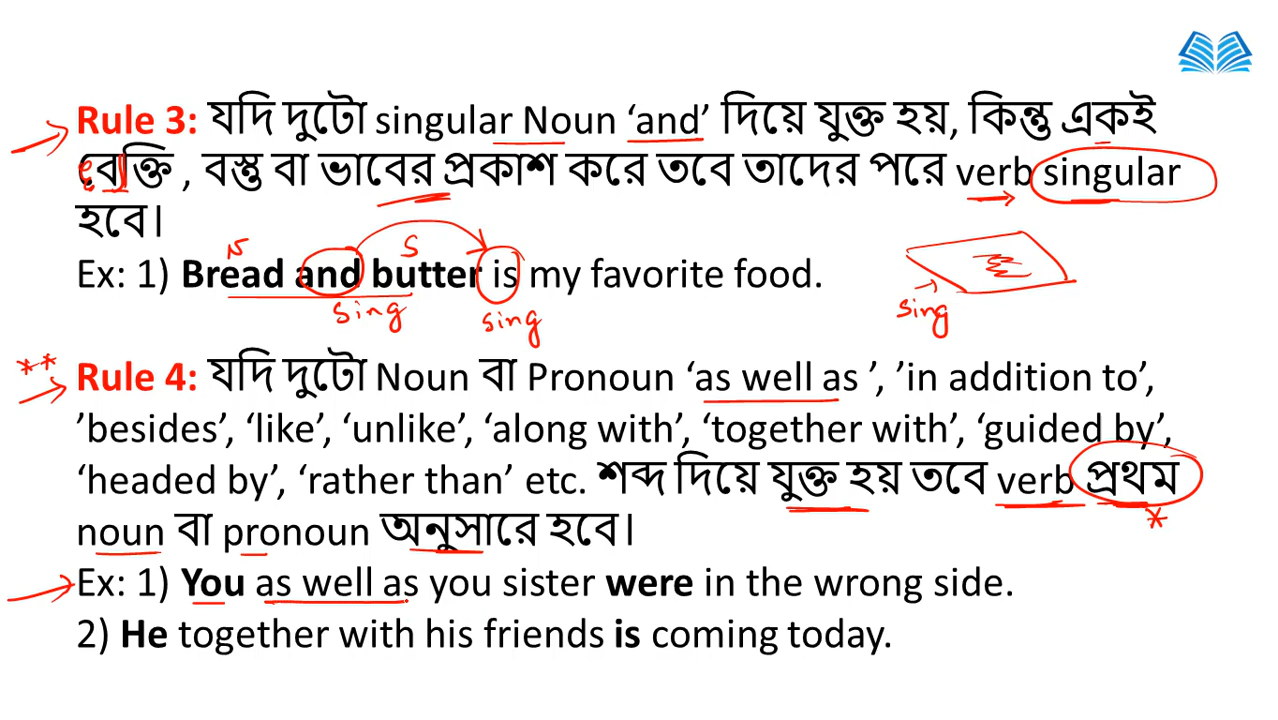 Rule 3: যদি দুটো singular Noun ‘and’ দিয়ে যুক্ত হয়, কিন্তু একই
বেক্তি , বস্তু বা ভাবের প্রকাশ করে তবে তাদের পরে verb singular
হবে।
N S
Ex: 1) Bread and butter is my favorite food.
sing sing sing
** Rule 4: যদি দুটো Noun বা Pronoun ‘as well as ’, ’in addition to’,
’besides’, ‘like’, ‘unlike’, ‘along with’, ‘together with’, ‘guided by’,
‘headed by’, ‘rather than’ etc. শব্দ দিয়ে যুক্ত হয় তবে verb প্রথম
*
noun বা pronoun অনুসারে হবে।
Ex: 1) You as well as you sister were in the wrong side.
2) He together with his friends is coming today.